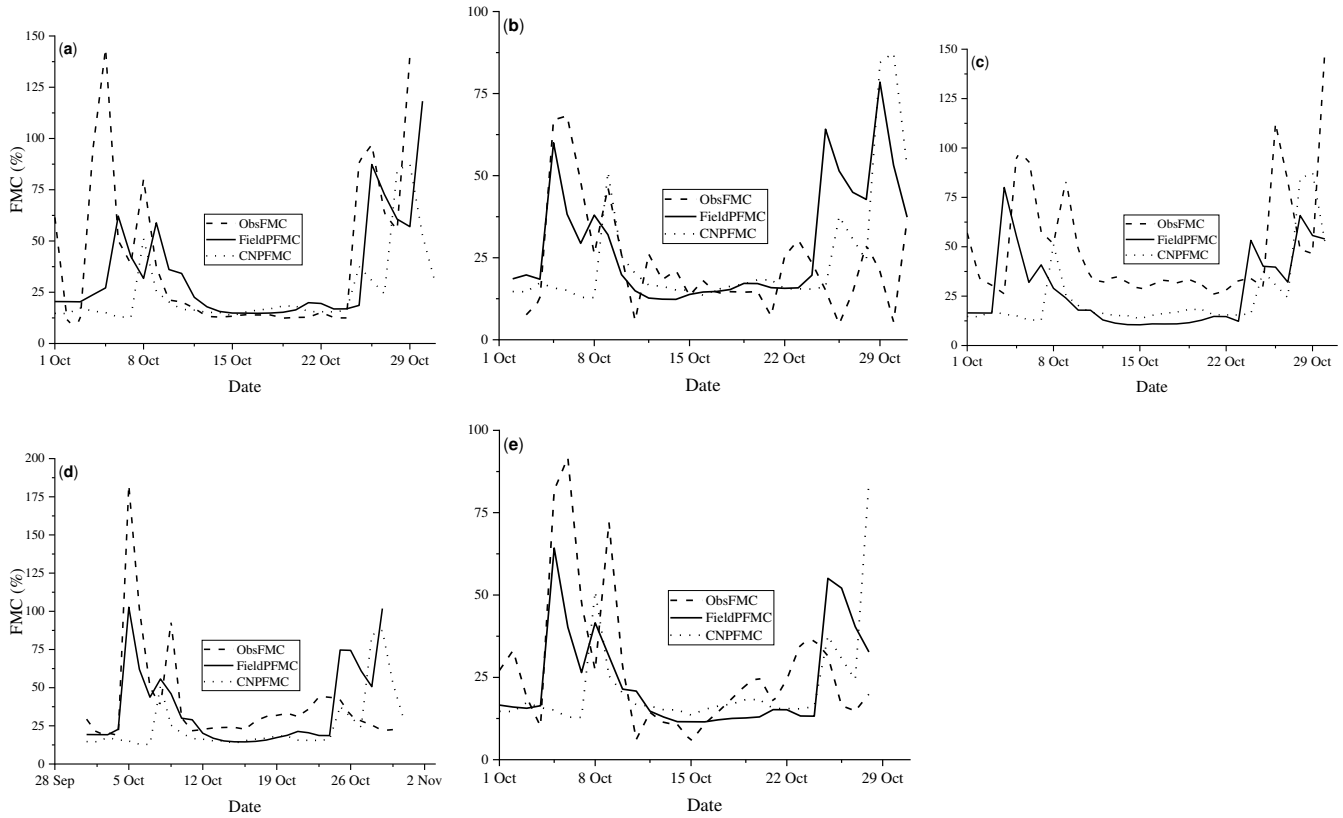 (a)
150
125
100
75
50
25
0
FMC (%)
ObsFMC
FieldPFMC
CNPFMC
1 Oct
8 Oct
15 Oct
22 Oct
29 Oct
Date
(b)
100
75
50
25
0
ObsFMC
FieldPFMC
CNPFMC
1 Oct
8 Oct
15 Oct
22 Oct
29 Oct
Date
(c)
150
125
100
75
50
25
0
ObsFMC
FieldPFMC
CNPFMC
1 Oct
8 Oct
15 Oct
22 Oct
29 Oct
Date
(d)
200
175
150
125
100
75
50
25
0
FMC (%)
ObsFMC
FieldPFMC
CNPFMC
28 Sep
5 Oct
12 Oct
19 Oct
26 Oct
2 Nov
Date
(e)
100
75
50
25
0
ObsFMC
FieldPFMC
CNPFMC
1 Oct
8 Oct
15 Oct
22 Oct
29 Oct
Date